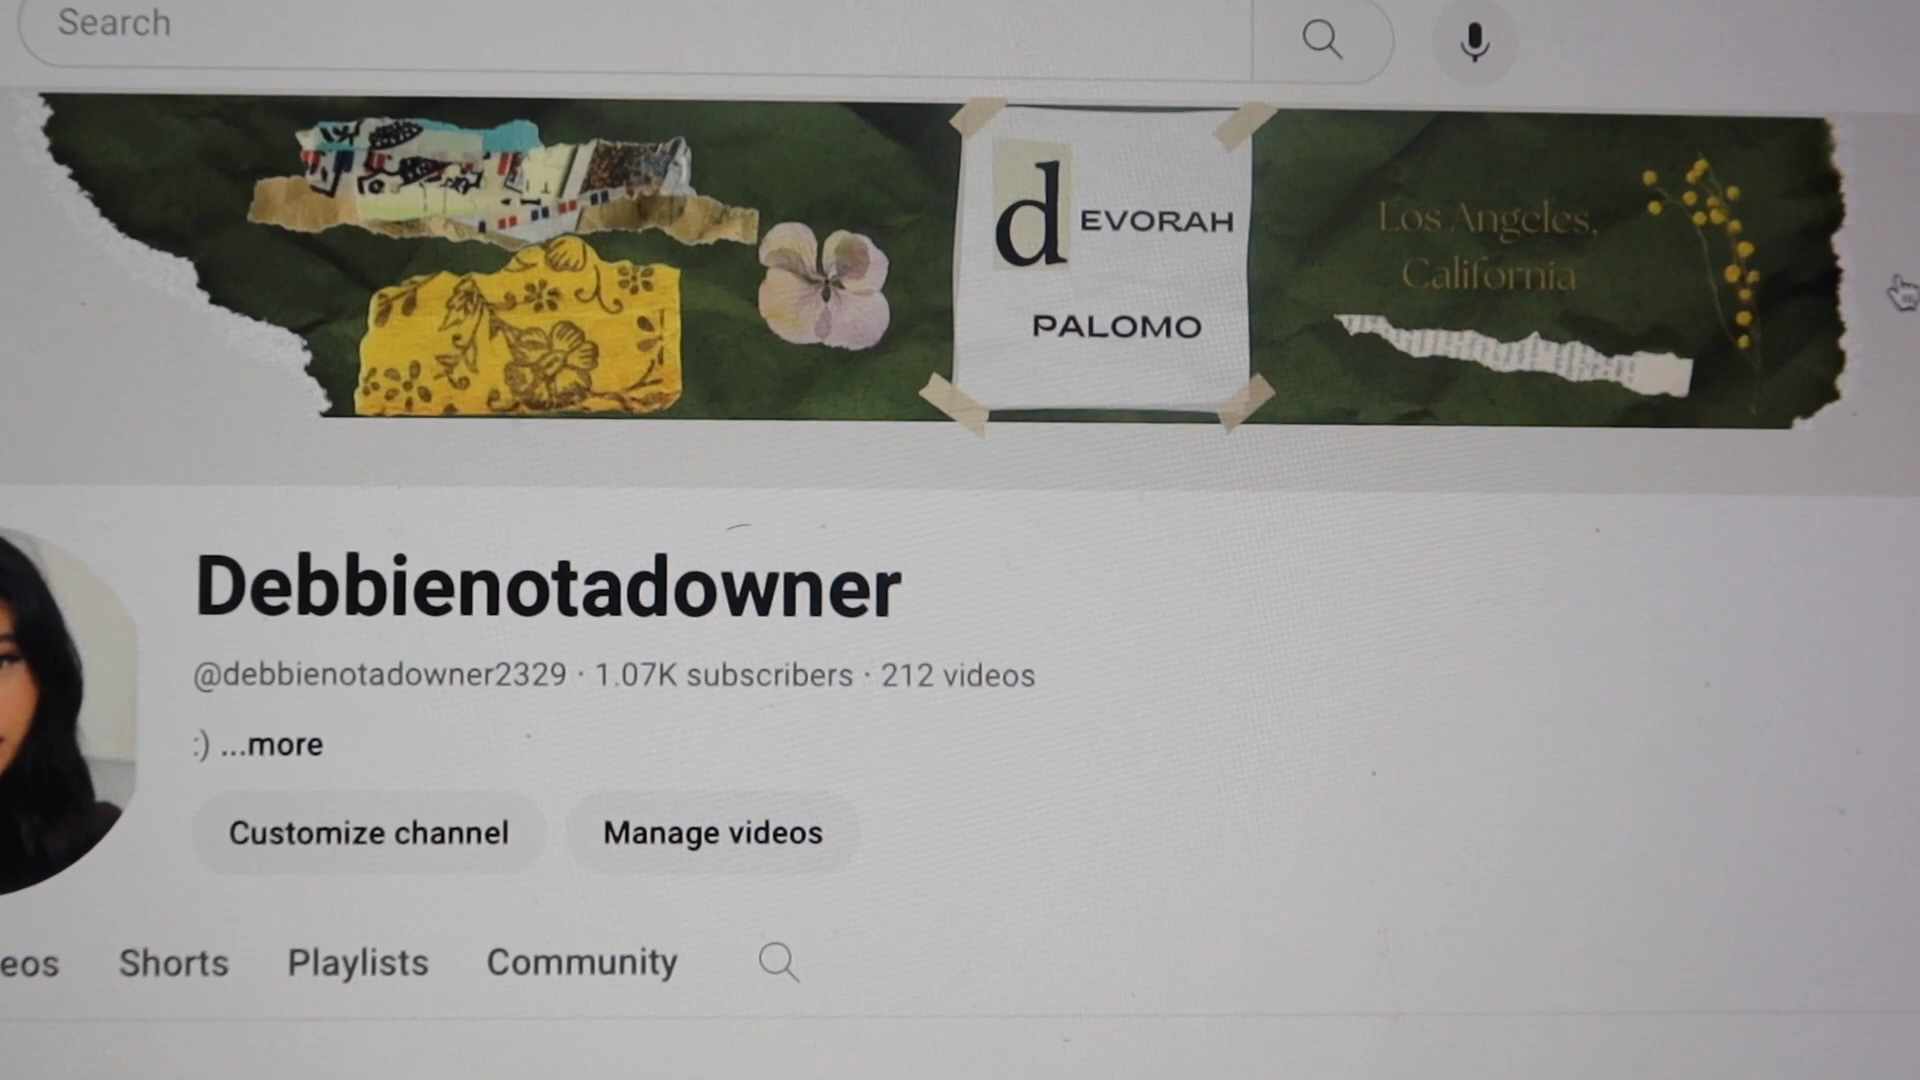 Search
dEVORAH
PALOMO
Los Angeles,
California
Debbienotadowner
@debbienotadowner2329 · 1.07K subscribers · 212 videos
:) ...more
Customize channel
Manage videos
eos
Shorts
Playlists
Community